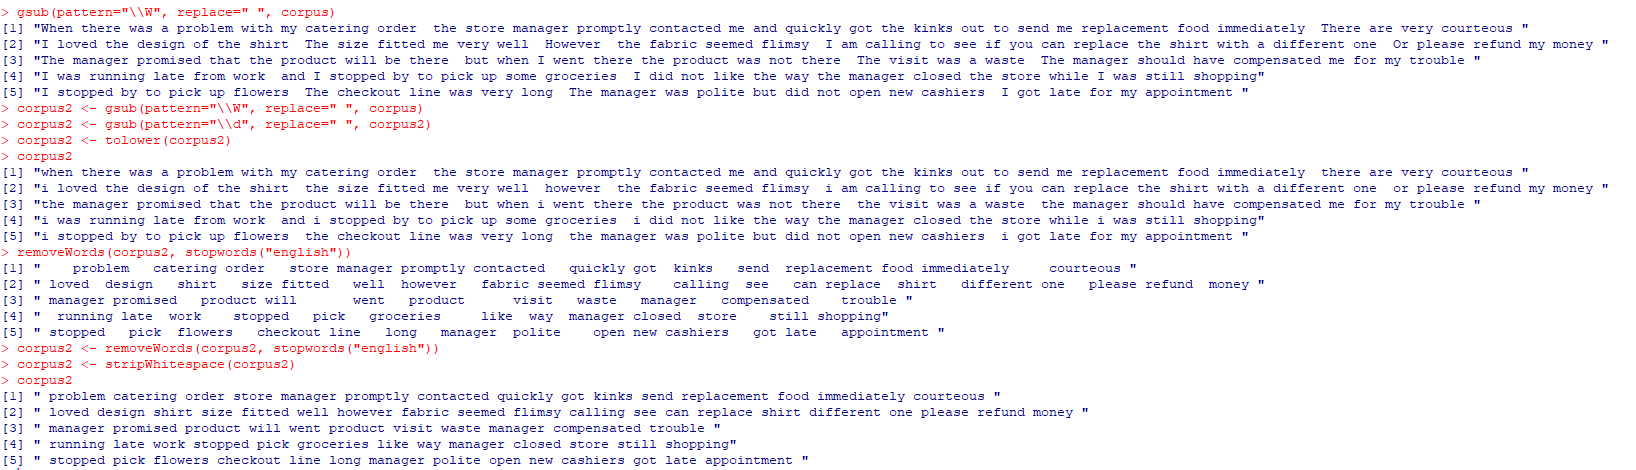 > gsub(pattern="\\W", replace=" ", corpus)
[1] "When there was a problem with my catering order  the store manager promptly contacted me and quickly got the kinks out to send me replacement food immediately  There are very courteous "
[2] "I loved the design of the shirt  The size fitted me very well  However  the fabric seemed flimsy  I am calling to see if you can replace the shirt with a different one  Or please refund my money "
[3] "The manager promised that the product will be there  but when I went there the product was not there  The visit was a waste  The manager should have compensated me for my trouble "
[4] "I was running late from work  and I stopped by to pick up some groceries  I did not like the way the manager closed the store while I was still shopping"
[5] "I stopped by to pick up flowers  The checkout line was very long  The manager was polite but did not open new cashiers  I got late for my appointment "
> corpus2 <- gsub(pattern="\\W", replace=" ", corpus)
> corpus2 <- gsub(pattern="\\d", replace=" ", corpus2)
> corpus2 <- tolower(corpus2)
> corpus2
[1] "when there was a problem with my catering order  the store manager promptly contacted me and quickly got the kinks out to send me replacement food immediately  there are very courteous "
[2] "i loved the design of the shirt  the size fitted me very well  however  the fabric seemed flimsy  i am calling to see if you can replace the shirt with a different one  or please refund my money "
[3] "the manager promised that the product will be there  but when i went there the product was not there  the visit was a waste  the manager should have compensated me for my trouble "
[4] "i was running late from work  and i stopped by to pick up some groceries  i did not like the way the manager closed the store while i was still shopping"
[5] "i stopped by to pick up flowers  the checkout line was very long  the manager was polite but did not open new cashiers  i got late for my appointment "
> removeWords(corpus2, stopwords("english"))
[1] "    problem   catering order   store manager promptly contacted   quickly got  kinks   send  replacement food immediately     courteous "
[2] " loved  design   shirt   size fitted   well  however   fabric seemed flimsy    calling  see   can replace  shirt   different one   please refund  money "
[3] " manager promised   product will       went   product      visit   waste   manager   compensated    trouble "
[4] "  running late  work    stopped   pick   groceries     like  way  manager closed  store    still shopping"
[5] " stopped   pick  flowers   checkout line   long   manager  polite    open new cashiers   got late   appointment "
> corpus2 <- removeWords(corpus2, stopwords("english"))
> corpus2 <- stripWhitespace(corpus2)
> corpus2
[1] " problem catering order store manager promptly contacted quickly got kinks send replacement food immediately courteous "
[2] " loved design shirt size fitted well however fabric seemed flimsy calling see can replace shirt different one please refund money "
[3] " manager promised product will went product visit waste manager compensated trouble "
[4] " running late work stopped pick groceries like way manager closed store still shopping"
[5] " stopped pick flowers checkout line long manager polite open new cashiers got late appointment "